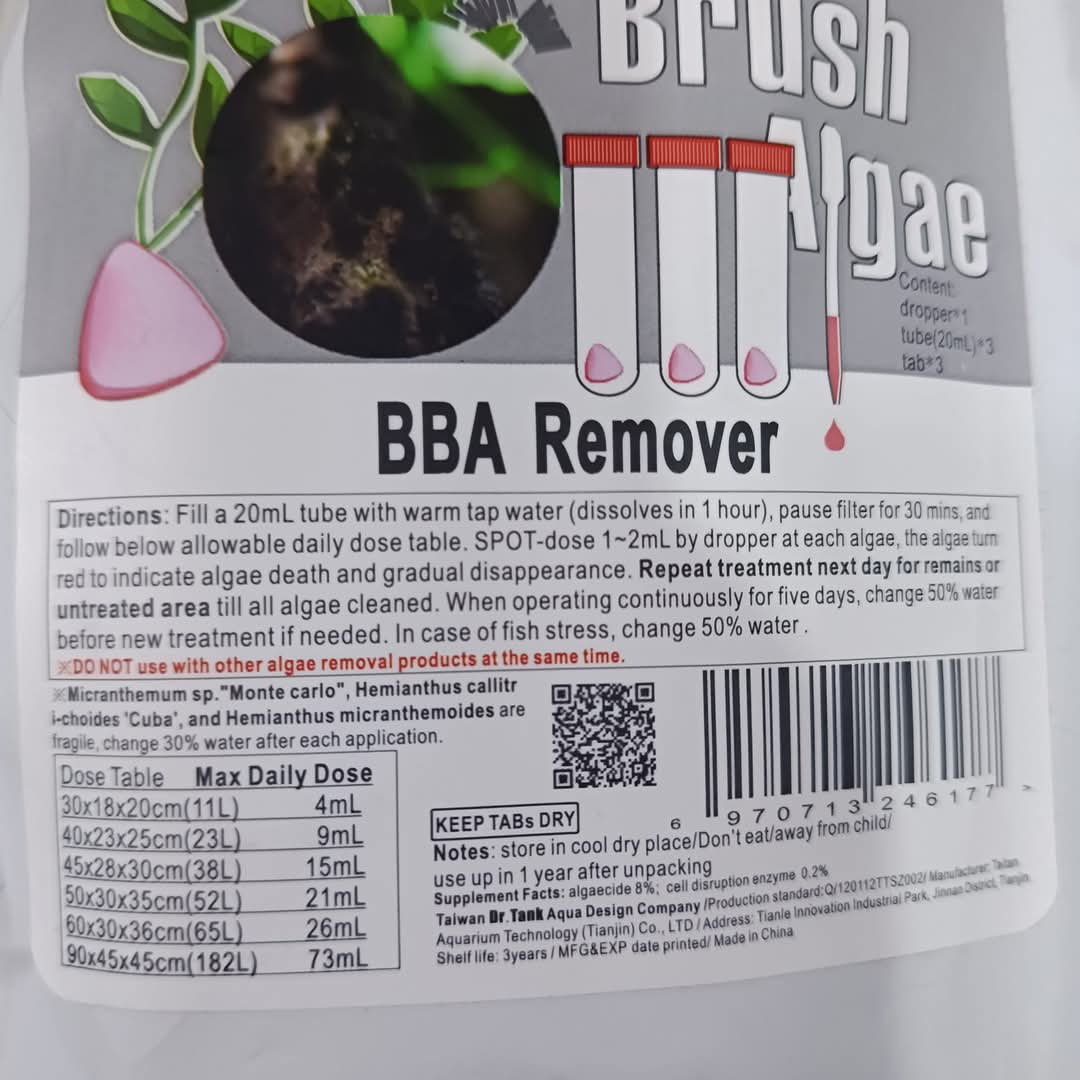 Brush
Algae
Content:
dropper*1
tube(20mL)*3
tab*3
BBA Remover
Directions: Fill a 20mL tube with warm tap water (dissolves in 1 hour), pause filter for 30 mins, and
follow below allowable daily dose table. SPOT-dose 1~2mL by dropper at each algae, the algae turn
red to indicate algae death and gradual disappearance. Repeat treatment next day for remains or
untreated area till all algae cleaned. When operating continuously for five days, change 50% water
before new treatment if needed. In case of fish stress, change 50% water .
※DO NOT use with other algae removal products at the same time.
※Micranthemum sp."Monte carlo", Hemianthus callitr
i-choides 'Cuba', and Hemianthus micranthemoides are
fragile, change 30% water after each application.
Dose Table Max Daily Dose
30x18x20cm(11L) 4mL
40x23x25cm(23L) 9mL
45x28x30cm(38L) 15mL
50x30x35cm(52L) 21mL
60x30x36cm(65L) 26mL
90x45x45cm(182L) 73mL
6 970713 246177 >
KEEP TABs DRY
Notes: store in cool dry place/Don't eat/away from child/
use up in 1 year after unpacking
Supplement Facts: algaecide 8%; cell disruption enzyme 0.2%
Taiwan Dr.Tank Aqua Design Company /Production standard:Q/120112TTSZ002/ Manufacturer: Taitan
Aquarium Technology (Tianjin) Co., LTD / Address: Tianle Innovation Industrial Park, Jinnan District, Tianjin
Shelf life: 3years / MFG&EXP date printed/ Made in China